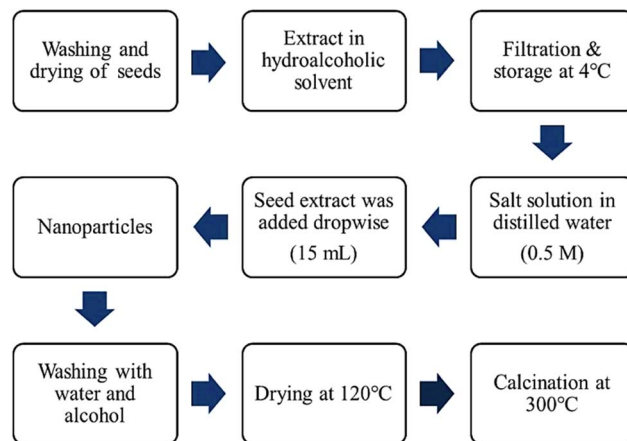 Washing and
drying of seeds
Extract in
hydroalcoholic
solvent
Filtration &
storage at 4℃
Salt solution in
distilled water
(0.5 M)
Seed extract was
added dropwise
(15 mL)
Nanoparticles
Washing with
water and
alcohol
Drying at 120℃
Calcination at
300℃